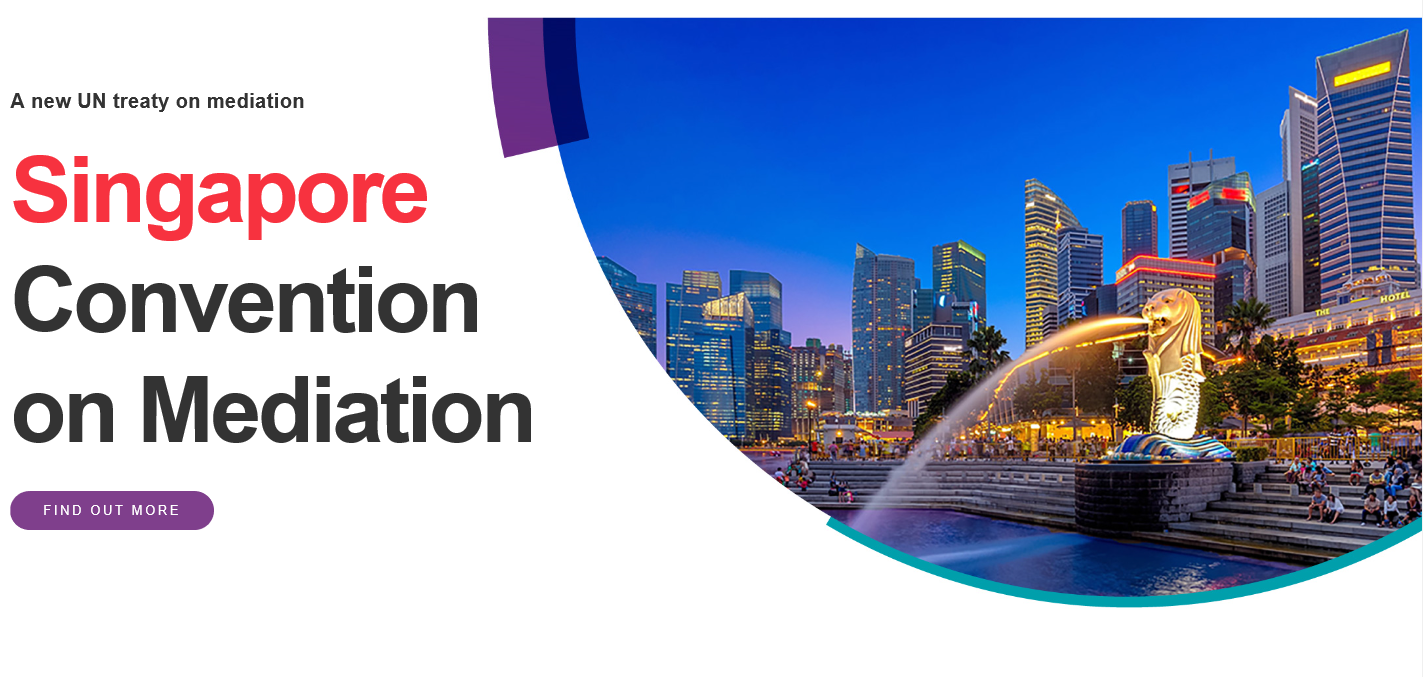 A new UN treaty on mediation
Singapore
Convention
on Mediation
FIND OUT MORE
THE
HOTEL